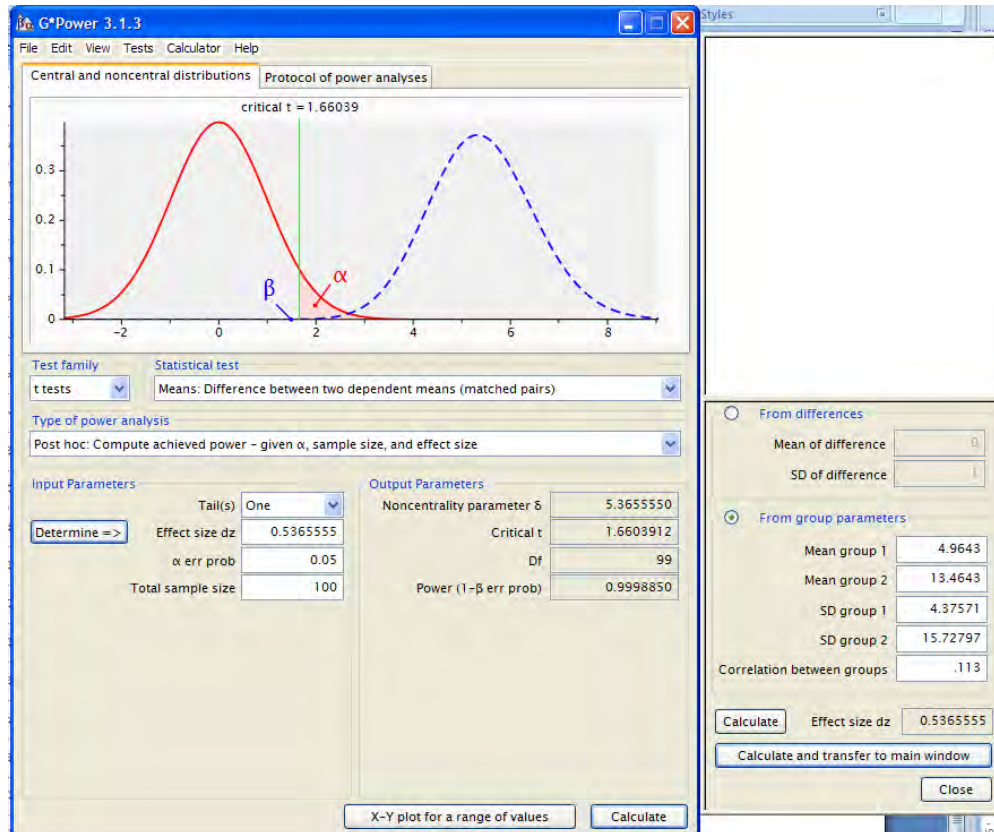 G*Power 3.1.3
Styles
File Edit View Tests Calculator Help
Central and noncentral distributions
Protocol of power analyses
critical t = 1.66039
0.3
0.2
0.1
0
β
α
-2 0 2 4 6 8
Test family
Statistical test
t tests
Means: Difference between two dependent means (matched pairs)
Type of power analysis
Post hoc: Compute achieved power – given α, sample size, and effect size
Input Parameters
Tail(s) One
Determine => Effect size dz 0.5365555
α err prob 0.05
Total sample size 100
Output Parameters
Noncentrality parameter δ 5.3655550
Critical t 1.6603912
Df 99
Power (1-β err prob) 0.9998850
X-Y plot for a range of values
Calculate
From differences
Mean of difference 0
SD of difference 1
From group parameters
Mean group 1 4.9643
Mean group 2 13.4643
SD group 1 4.37571
SD group 2 15.72797
Correlation between groups .113
Calculate Effect size dz 0.5365555
Calculate and transfer to main window
Close